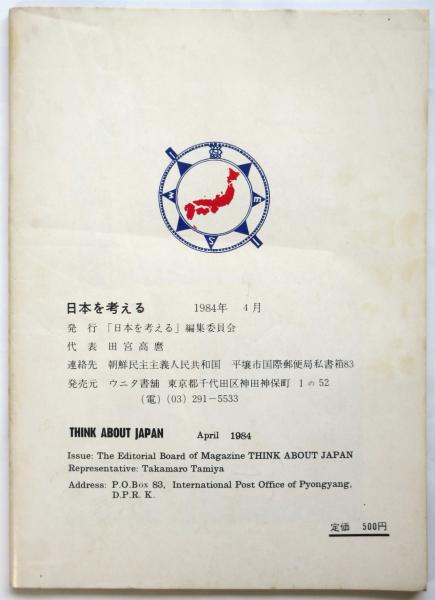 W
E
S
日本を考える 1984年 4月
発 行 「日本を考える」編集委員会
代 表 田宮高麿
連絡先 朝鮮民主主義人民共和国 平壌市国際郵便局私書箱83
発売元 ウニタ書舗 東京都千代田区神田神保町 1の52
(電) (03) 291-5533
THINK ABOUT JAPAN April 1984
Issue: The Editorial Board of Magazine THINK ABOUT JAPAN
Representative: Takamaro Tamiya
Address: P.O.Box 83, International Post Office of Pyongyang,
D.P.R. K.
定価 500円